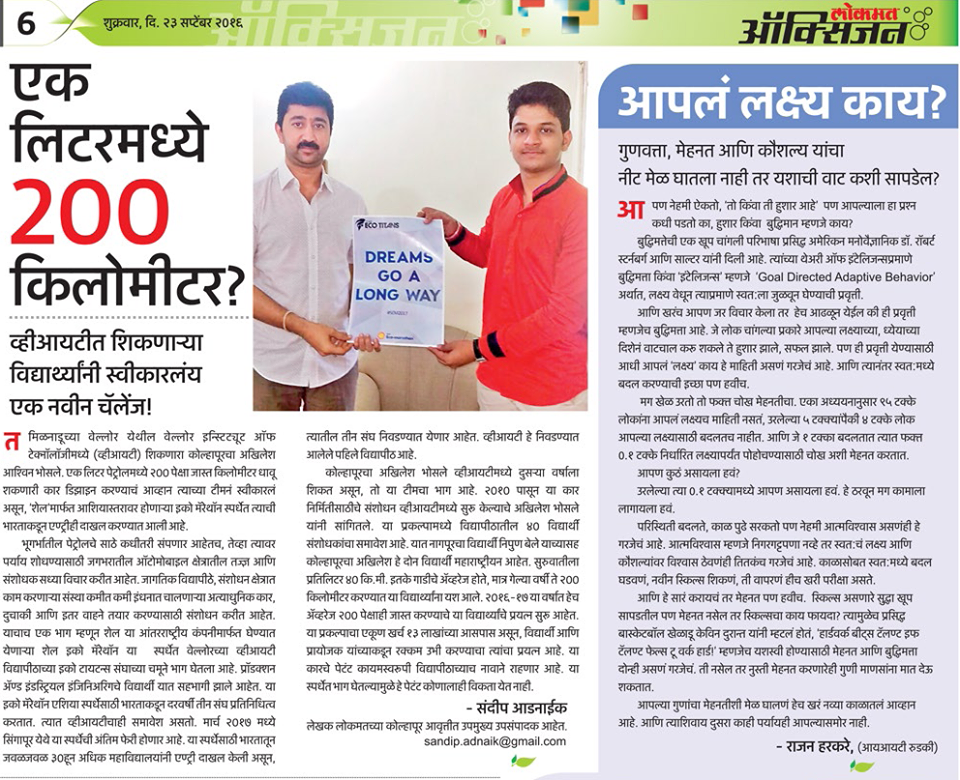 6
शुक्रवार, दि. २३ सप्टेंबर २०१६
लोकमत
ऑक्सिजन
एक
लिटरमध्ये
200
किलोमीटर?
व्हीआयटीत शिकणाऱ्या
विद्यार्थ्यांनी स्वीकारलंय
एक नवीन चॅलेंज!
ECO TITANS
DREAMS
GO A
LONG WAY
तमिळनाडूच्या वेल्लोर येथील वेल्लोर इन्स्टिट्यूट ऑफ
टेक्नॉलॉजीमध्ये (व्हीआयटी) शिकणारा कोल्हापूरचा अखिलेश
आश्विन भोसले. एक लिटर पेट्रोलमध्ये २०० पेक्षा जास्त किलोमीटर धावू
शकणारी कार डिझाइन करण्याचं आव्हान त्याच्या टीमनं स्वीकारलं
असून, 'शेल'मार्फत आशियास्तरावर होणाऱ्या इको मॅरेथॉन स्पर्धेत त्याची
भारताकडून एण्ट्रीही दाखल करण्यात आली आहे.
भूगर्भातील पेट्रोलचे साठे कधीतरी संपणार आहेतच, तेव्हा त्यावर
पर्याय शोधण्यासाठी जगभरातील ऑटोमोबाइल क्षेत्रातील तज्ज्ञ आणि
संशोधक सध्या विचार करीत आहेत. जागतिक विद्यापीठे, संशोधन क्षेत्रात
काम करणाऱ्या संस्था कमीत कमी इंधनात चालणाऱ्या अत्याधुनिक कार,
दुचाकी आणि इतर वाहने तयार करण्यासाठी संशोधन करीत आहेत.
याचाच एक भाग म्हणून शेल या आंतरराष्ट्रीय कंपनीमार्फत घेण्यात
येणाऱ्या शेल इको मॅरेथॉन या स्पर्धेत वेल्लोरच्या व्हीआयटी
विद्यापीठाच्या इको टायटन्स संघाच्या चमूने भाग घेतला आहे. प्रॉडक्शन
ॲण्ड इंडस्ट्रियल इंजिनिअरिंगचे विद्यार्थी यात सहभागी झाले आहेत. या
इको मॅरेथॉन एशिया स्पर्धेसाठी भारताकडून दरवर्षी तीन संघ प्रतिनिधित्व
करतात. त्यात व्हीआयटीचाही समावेश असतो. मार्च २०१७ मध्ये
सिंगापूर येथे या स्पर्धेची अंतिम फेरी होणार आहे. या स्पर्धेसाठी भारतातून
जवळजवळ 30हून अधिक महाविद्यालयांनी एण्ट्री दाखल केली असून,
त्यातील तीन संघ निवडण्यात येणार आहेत. व्हीआयटी हे निवडण्यात
आलेले पहिले विद्यापीठ आहे.
कोल्हापूरचा अखिलेश भोसले व्हीआयटीमध्ये दुसऱ्या वर्षाला
शिकत असून, तो या टीमचा भाग आहे. २०१० पासून या कार
निर्मितीसाठीचे संशोधन व्हीआयटीमध्ये सुरु केल्याचे अखिलेश भोसले
यांनी सांगितले. या प्रकल्पामध्ये विद्यापीठातील ४० विद्यार्थी
संशोधकांचा समावेश आहे. यात नागपूरचा विद्यार्थी निपुण बेले याच्यासह
कोल्हापूरचा अखिलेश हे दोन विद्यार्थी महाराष्ट्रीयन आहेत. सुरुवातीला
प्रतिलिटर ४० कि.मी. इतके गाडीचे ॲव्हरेज होते, मात्र गेल्या वर्षी ते २००
किलोमीटर करण्यात या विद्यार्थ्यांना यश आले. २०१६-१७ या वर्षात हेच
ॲव्हरेज २०० पेक्षाही जास्त करण्याचे या विद्यार्थ्यांचे प्रयत्न सुरु आहेत.
या प्रकल्पाचा एकूण खर्च १३ लाखांच्या आसपास असून, विद्यार्थी आणि
प्रायोजक यांच्याकडून रक्कम उभी करण्याचा त्यांचा प्रयत्न आहे. या
कारचे पेटंट कायमस्वरुपी विद्यापीठाच्याच नावाने राहणार आहे. या
स्पर्धेत भाग घेतल्यामुळे हे पेटंट कोणालाही विकता येत नाही.
- संदीप आडनाईक
लेखक लोकमतच्या कोल्हापूर आवृत्तीत उपमुख्य उपसंपादक आहेत.
sandip.adnaik@gmail.com
आपलं लक्ष्य काय?
गुणवत्ता, मेहनत आणि कौशल्य यांचा
नीट मेळ घातला नाही तर यशाची वाट कशी सापडेल?
आपण नेहमी ऐकतो, 'तो किंवा ती हुशार आहे' पण आपल्याला हा प्रश्न
कधी पडतो का, हुशार किंवा बुद्धिमान म्हणजे काय?
बुद्धिमत्तेची एक खूप चांगली परिभाषा प्रसिद्ध अमेरिकन मनोवैज्ञानिक डॉ. रॉबर्ट
स्टर्नबर्ग आणि साल्टर यांनी दिली आहे. त्यांच्या थेअरी ऑफ इंटेलिजन्सप्रमाणे
बुद्धिमत्ता किंवा 'इंटेलिजन्स' म्हणजे 'Goal Directed Adaptive Behavior'
अर्थात, लक्ष्य वेधून त्याप्रमाणे स्वत:ला जुळवून घेण्याची प्रवृत्ती.
आणि खरंच आपण जर विचार केला तर हेच आढळून येईल की ही प्रवृत्ती
म्हणजेच बुद्धिमत्ता आहे. जे लोक चांगल्या प्रकारे आपल्या लक्ष्याच्या, ध्येयाच्या
दिशेनं वाटचाल करु शकले ते हुशार झाले, सफल झाले. पण ही प्रवृत्ती येण्यासाठी
आधी आपलं 'लक्ष्य' काय हे माहिती असणं गरजेचं आहे. आणि त्यानंतर स्वत:मध्ये
बदल करण्याची इच्छा पण हवीच.
मग खेळ उरतो तो फक्त चोख मेहनतीचा. एका अध्ययनानुसार ९५ टक्के
लोकांना आपलं लक्ष्यच माहिती नसतं, उरलेल्या ५ टक्क्यांपैकी ४ टक्के लोक
आपल्या लक्ष्यासाठी बदलतच नाहीत. आणि जे १ टक्का बदलतात त्यात फक्त
0.१ टक्के निर्धारित लक्ष्यापर्यंत पोहोचण्यासाठी चोख अशी मेहनत करतात.
आपण कुठं असायला हवं?
उरलेल्या त्या 0.१ टक्क्यामध्ये आपण असायला हवं. हे ठरवून मग कामाला
लागायला हवं.
परिस्थिती बदलते, काळ पुढे सरकतो पण नेहमी आत्मविश्वास असणंही हे
गरजेचं आहे. आत्मविश्वास म्हणजे निगरगट्टपणा नव्हे तर स्वत:चं लक्ष्य आणि
कौशल्यांवर विश्वास ठेवणंही तितकंच गरजेचं आहे. काळासोबत स्वत:मध्ये बदल
घडवणं, नवीन स्किल्स शिकणं, ती वापरणं हीच खरी परीक्षा असते.
आणि हे सारं करायचं तर मेहनत पण हवीच. स्किल्स असणारे सुद्धा खूप
सापडतील पण मेहनत नसेल तर स्किल्सचा काय फायदा? त्यामुळेच प्रसिद्ध
बास्केटबॉल खेळाडू केविन दुरान्त यांनी म्हटलं होतं, 'हार्डवर्क बीट्स टॅलण्ट इफ
टॅलण्ट फेल्स टू वर्क हार्ड!' म्हणजेच यशस्वी होण्यासाठी मेहनत आणि बुद्धिमत्ता
दोन्ही असणं गरजेचं. ती नसेल तर नुस्ती मेहनत करणारेही गुणी माणसांना मात देऊ
शकतात.
आपल्या गुणांचा मेहनतीशी मेळ घालणं हेच खरं नव्या काळातलं आव्हान
आहे. आणि त्याशिवाय दुसरा काही पर्यायही आपल्यासमोर नाही.
- राजन हरकरे, (आयआयटी रुडकी)